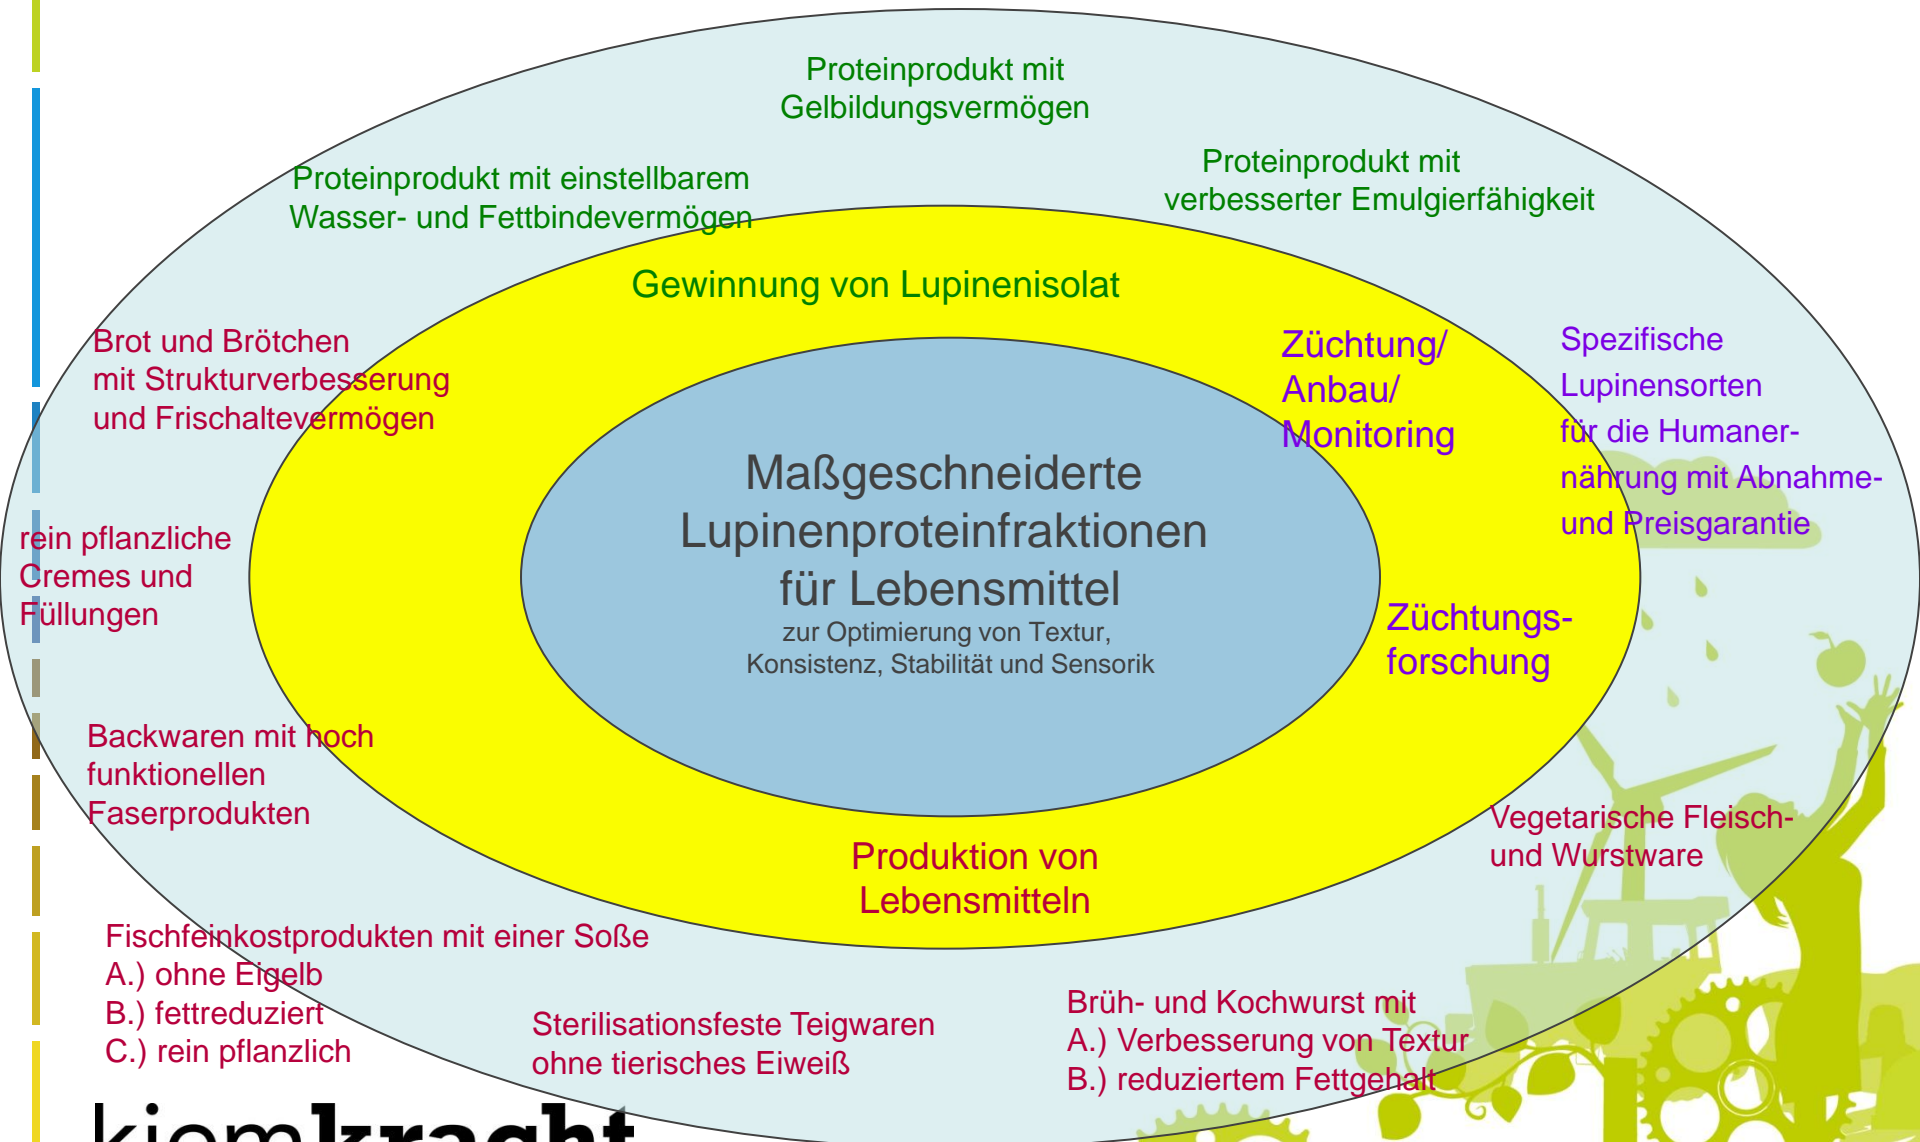 Proteinprodukt mit
Gelbildungsvermögen
Proteinprodukt mit einstellbarem
Wasser- und Fettbindevermögen
Proteinprodukt mit
verbesserter Emulgierfähigkeit
Gewinnung von Lupinenisolat
Brot und Brötchen
mit Strukturverbesserung
und Frischaltevermögen
Züchtung/
Anbau/
Monitoring
Spezifische
Lupinensorten
für die Humaner-
nährung mit Abnahme-
und Preisgarantie
Maßgeschneiderte
Lupinenproteinfraktionen
für Lebensmittel
zur Optimierung von Textur,
Konsistenz, Stabilität und Sensorik
rein pflanzliche
Cremes und
Füllungen
Züchtungs-
forschung
Backwaren mit hoch
funktionellen
Faserprodukten
Vegetarische Fleisch-
und Wurstware
Produktion von
Lebensmitteln
Fischfeinkostprodukten mit einer Soße
A.) ohne Eigelb
B.) fettreduziert
C.) rein pflanzlich
Sterilisationsfeste Teigwaren
ohne tierisches Eiweiß
Brüh- und Kochwurst mit
A.) Verbesserung von Textur
B.) reduziertem Fettgehalt
kiemkracht